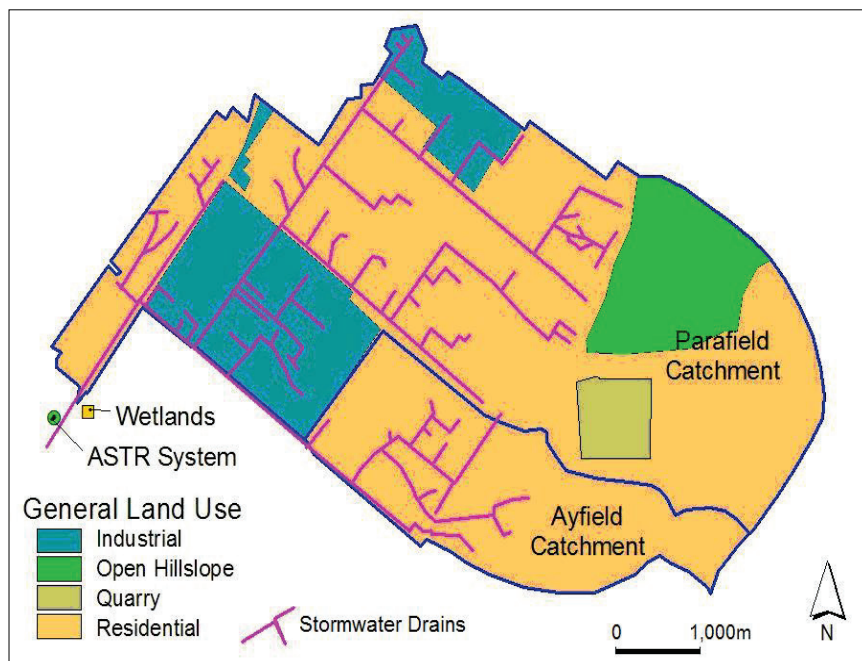 Parafield
Catchment
Wetlands
ASTR System
General Land Use
Industrial
Open Hillslope
Quarry
Residential
Ayfield
Catchment
Stormwater Drains
0 1,000m
N